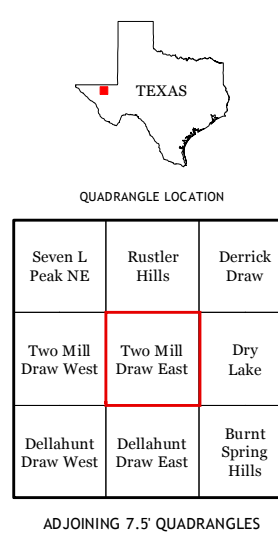 TEXAS
QUADRANGLE LOCATION
Seven L
Peak NE
Rustler
Hills
Derrick
Draw
Two Mill
Draw West
Two Mill
Draw East
Dry
Lake
Dellahunt
Draw West
Dellahunt
Draw East
Burnt
Spring
Hills
ADJOINING 7.5' QUADRANGLES